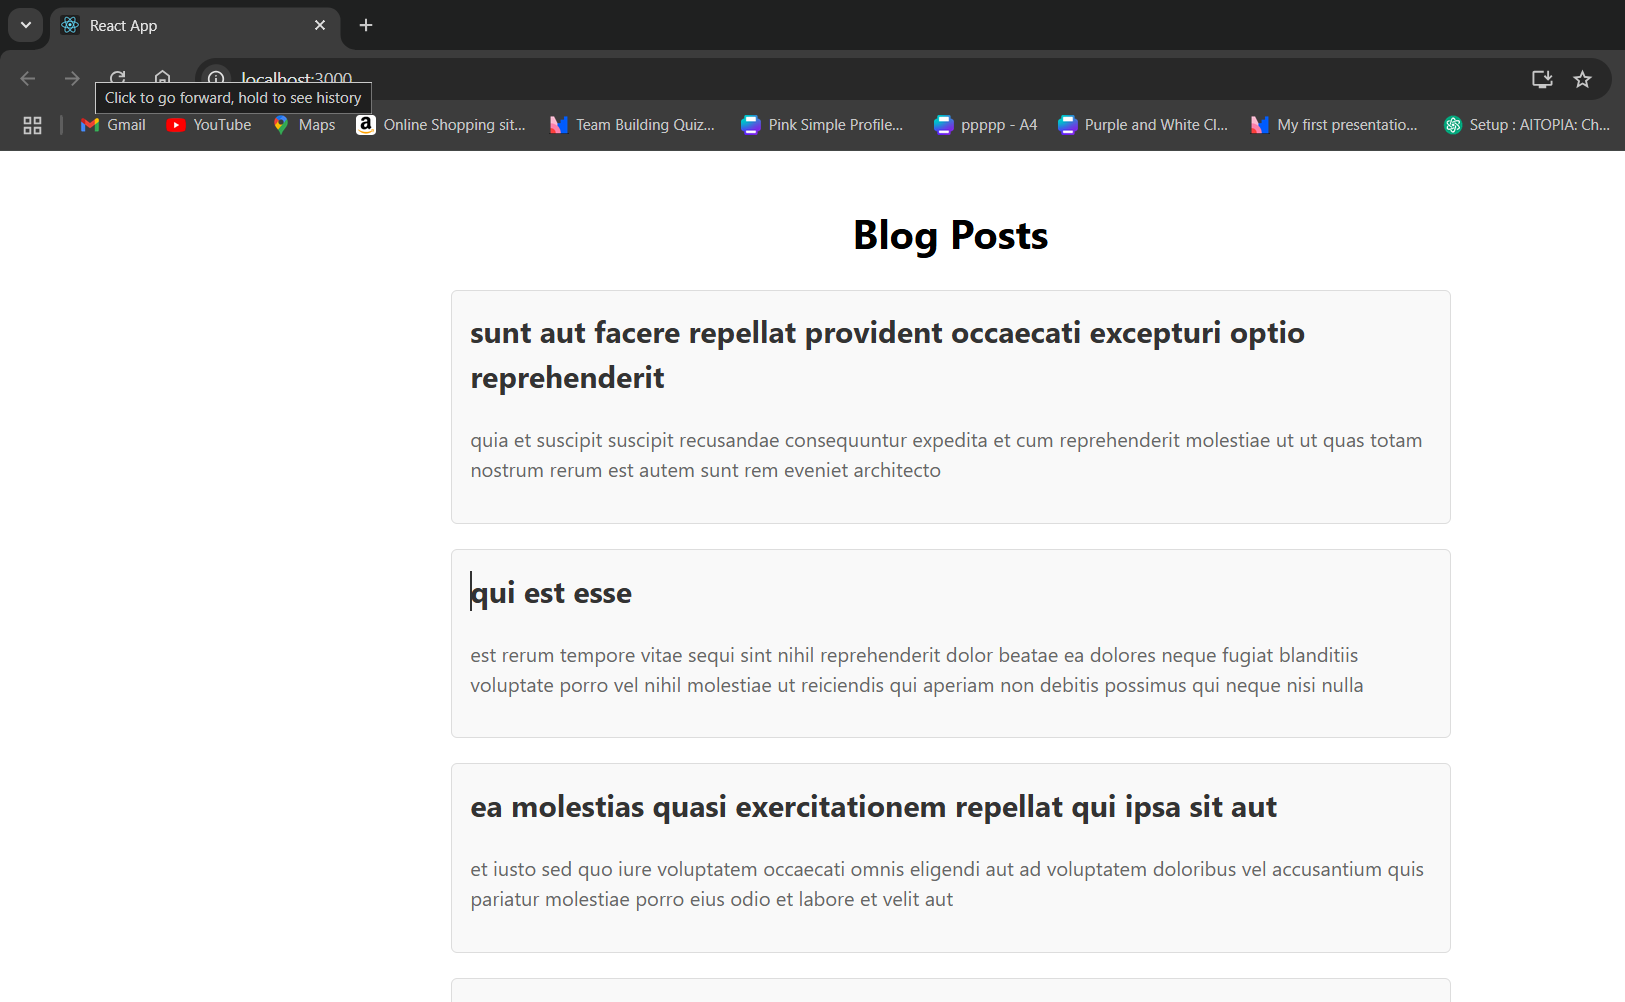 React App
localhost:3000
Click to go forward, hold to see history
Gmail
YouTube
Maps
Online Shopping sit...
Team Building Quiz...
Pink Simple Profile...
ppppp - A4
Purple and White Cl...
My first presentatio...
Setup : AITOPIA: Ch...
Blog Posts
sunt aut facere repellat provident occaecati excepturi optio
reprehenderit
quia et suscipit suscipit recusandae consequuntur expedita et cum reprehenderit molestiae ut ut quas totam
nostrum rerum est autem sunt rem eveniet architecto
qui est esse
est rerum tempore vitae sequi sint nihil reprehenderit dolor beatae ea dolores neque fugiat blanditiis
voluptate porro vel nihil molestiae ut reiciendis qui aperiam non debitis possimus qui neque nisi nulla
ea molestias quasi exercitationem repellat qui ipsa sit aut
et iusto sed quo iure voluptatem occaecati omnis eligendi aut ad voluptatem doloribus vel accusantium quis
pariatur molestiae porro eius odio et labore et velit aut